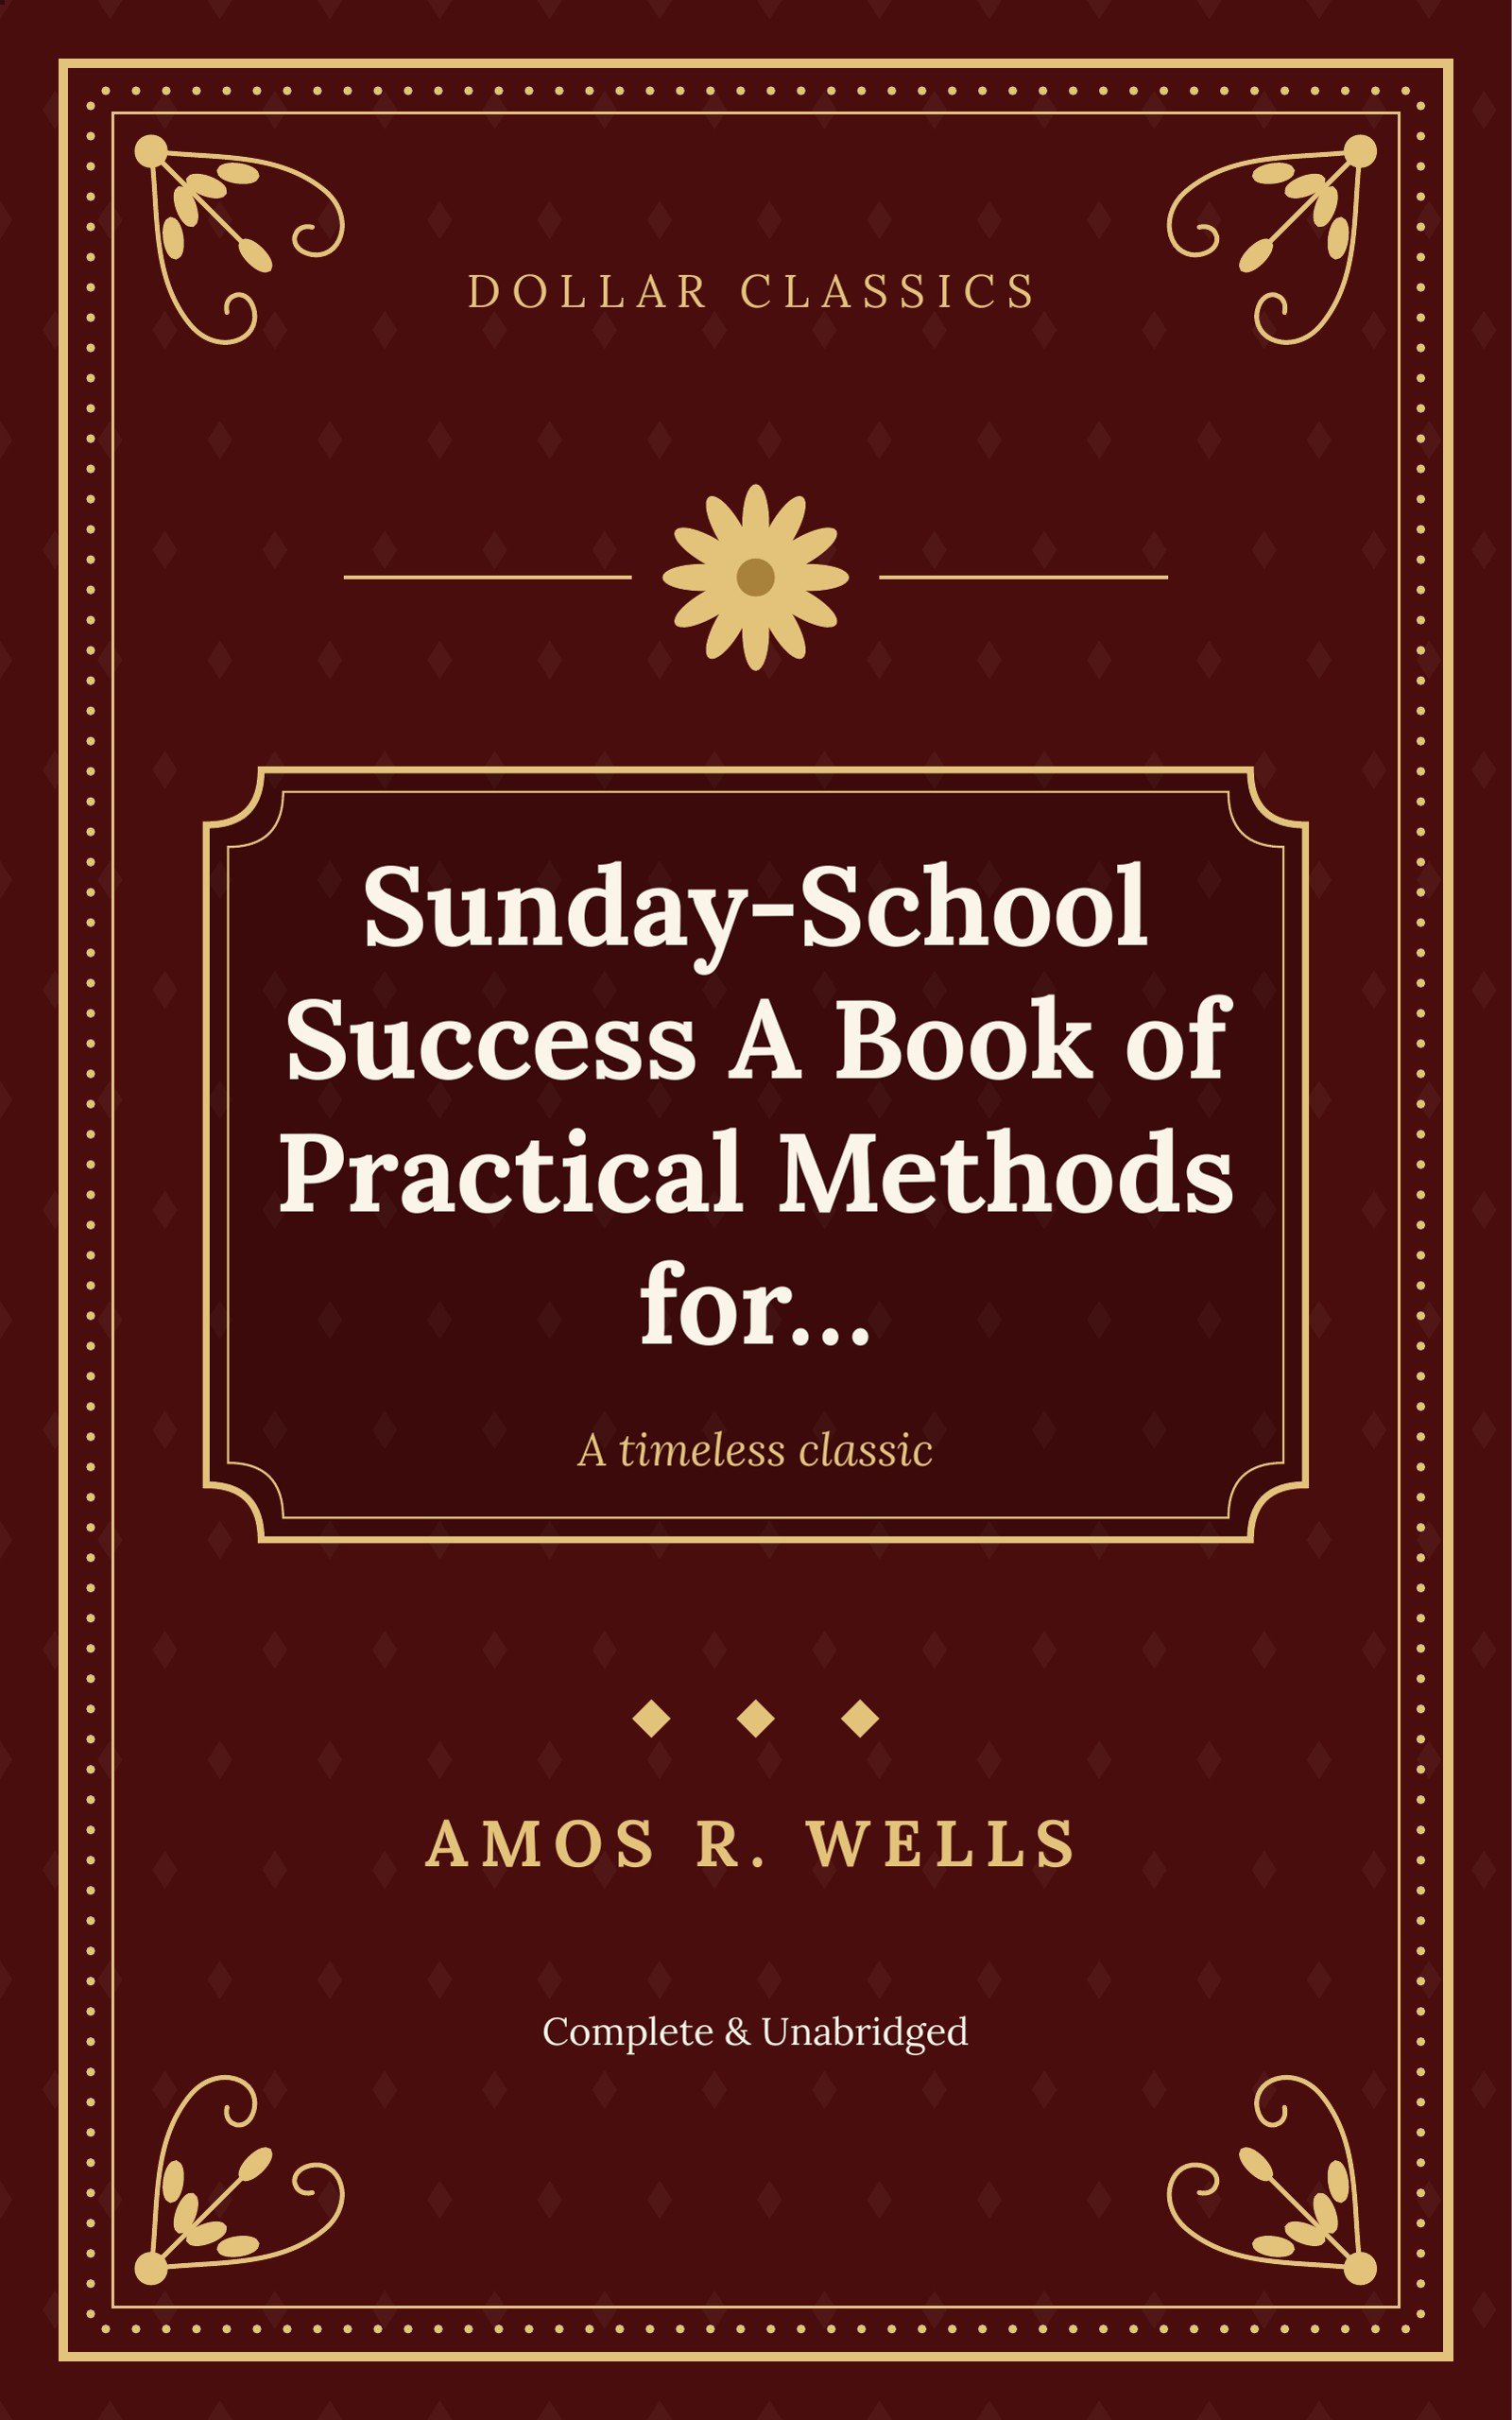 DOLLAR CLASSICS
Sunday-School
Success A Book of
Practical Methods
for...
A timeless classic
AMOS R. WELLS
Complete & Unabridged